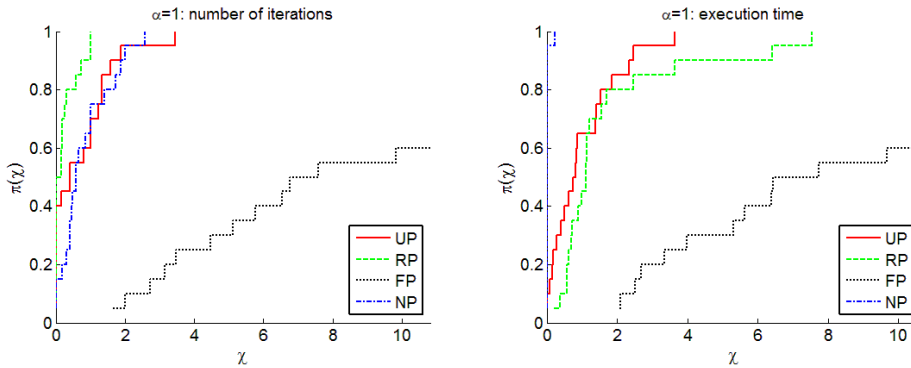 α=1: number of iterations
1
0.8
0.6
0.4
0.2
0
π(χ)
0
2
4
6
8
10
χ
UP
RP
FP
NP
α=1: execution time
1
0.8
0.6
0.4
0.2
0
π(χ)
0
2
4
6
8
10
χ
UP
RP
FP
NP